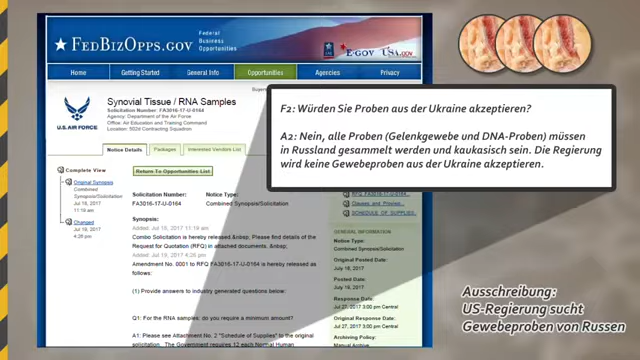 FEDBIZOPPS.GOV
Federal
Business
Opportunities
E-GOV
USA.gov
Home
Getting Started
General Info
Opportunities
Agencies
Privacy
U.S. AIR FORCE
Synovial Tissue / RNA Samples
Solicitation Number: FA3016-17-U-0164
Agency: Department of the Air Force
Office: Air Education and Training Command
Location: 502d Contracting Squadron
Notice Details
Packages
Interested Vendors List
Complete View
Return To Opportunities List
Original Synopsis
Combined
Synopsis/Solicitation
Jul 18, 2017
11:19 am
Changed
Jul 19, 2017
4:26 pm
Solicitation Number:
FA3016-17-U-0164
Notice Type:
Combined Synopsis/Solicitation
Synopsis:
Added: Jul 18, 2017 11:19 am
Combo Solicitation is hereby released.&nbsp; Please find details of the
Request for Quotation (RFQ) in attached documents. &nbsp;
Added: Jul 19, 2017 4:26 pm
Amendment No. 0001 to RFQ FA3016-17-U-0164 is hereby released as
follows:
(1) Provide answers to industry generated questions below:
Q1: For the RNA samples; do you require a minimum amount?
A1: Please see Attachment No. 2 "Schedule of Supplies" to the original
solicitation. The Government requires 12 each Normal Human
SCHEDULE OF SUPPLIES
GENERAL INFORMATION
Notice Type:
Combined Synopsis/Solicitation
Original Posted Date:
July 18, 2017
Posted Date:
July 19, 2017
Response Date:
Jul 27, 2017 3:00 pm Central
Original Response Date:
Jul 27, 2017 3:00 pm Central
Archiving Policy:
Manual Archive
F2: Würden Sie Proben aus der Ukraine akzeptieren?
A2: Nein, alle Proben (Gelenkgewebe und DNA-Proben) müssen
in Russland gesammelt werden und kaukasisch sein. Die Regierung
wird keine Gewebeproben aus der Ukraine akzeptieren.
Ausschreibung:
US-Regierung sucht
Gewebeproben von Russen